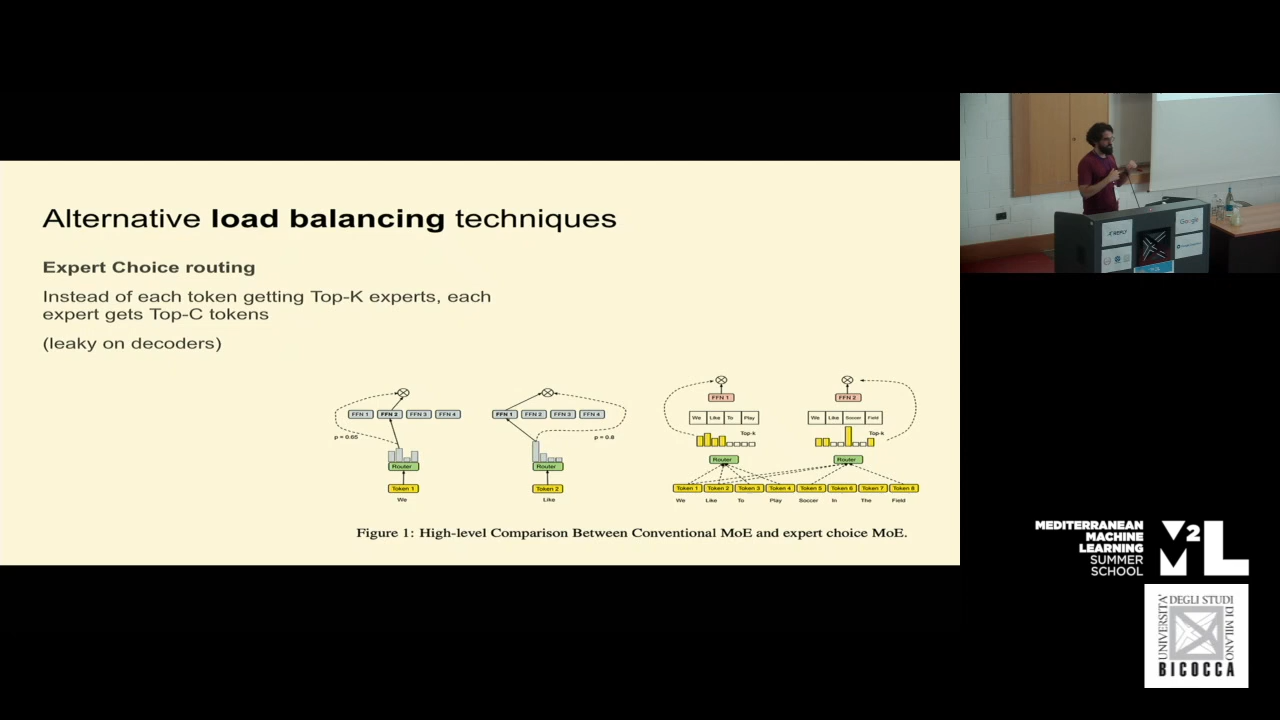 Alternative load balancing techniques
Expert Choice routing
Instead of each token getting Top-K experts, each
expert gets Top-C tokens
(leaky on decoders)
FFN 1 FFN 2 FFN 3 FFN 4
p = 0.65
Router
Token 1
We
FFN 1 FFN 2 FFN 3 FFN 4
p = 0.8
Router
Token 2
Like
FFN 1
We Like To Play
Top-k
Router
FFN 2
We Like Soccer Field
Top-k
Router
Token 1 Token 2 Token 3 Token 4 Token 5 Token 6 Token 7 Token 8
We Like To Play Soccer In The Field
Figure 1: High-level Comparison Between Conventional MoE and expert choice MoE.
REPLY
Google
MEDITERRANEAN
MACHINE
LEARNING
SUMMER
SCHOOL
M2L
UNIVERSITÀ
DEGLI STUDI
DI MILANO
BICOCCA